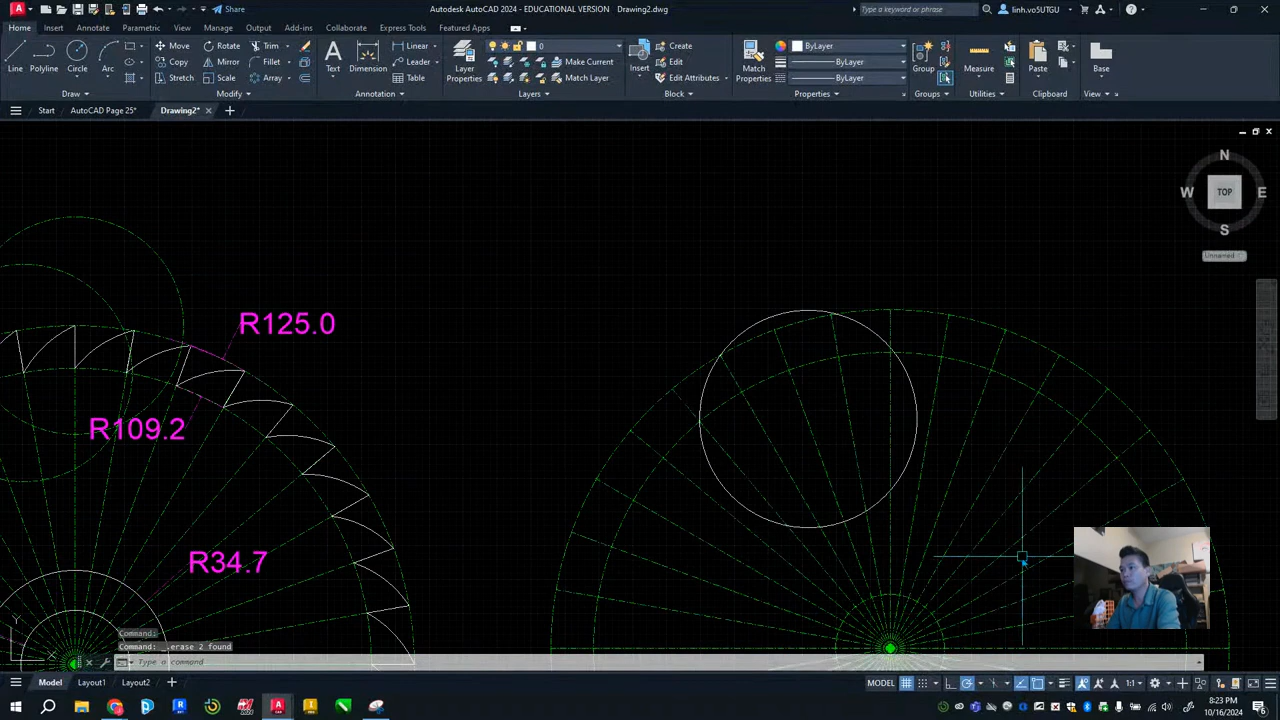 Share
Autodesk AutoCAD 2024 - EDUCATIONAL VERSION Drawing2.dwg
Type a keyword or phrase
linh.vo5UTGU
Home Insert Annotate Parametric View Manage Output Add-ins Collaborate Express Tools Featured Apps
Line Polyline Circle Arc
Move Rotate Trim
Copy Mirror Fillet
Stretch Scale Array
Text Dimension
Linear
Leader
Table
Layer Properties
0
Make Current
Match Layer
Insert
Create
Edit
Edit Attributes
Match Properties
ByLayer
ByLayer
ByLayer
Group
Measure
Paste
Base
Draw Modify Annotation Layers Block Properties Groups Utilities Clipboard View
Start AutoCAD Page 25* Drawing2*
N
W TOP E
S
Unnamed
R125.0
R109.2
R34.7
Y
Command:
Command: _.erase 2 found
Type a command
Model Layout1 Layout2
MODEL
1:1
8:23 PM
10/16/2024